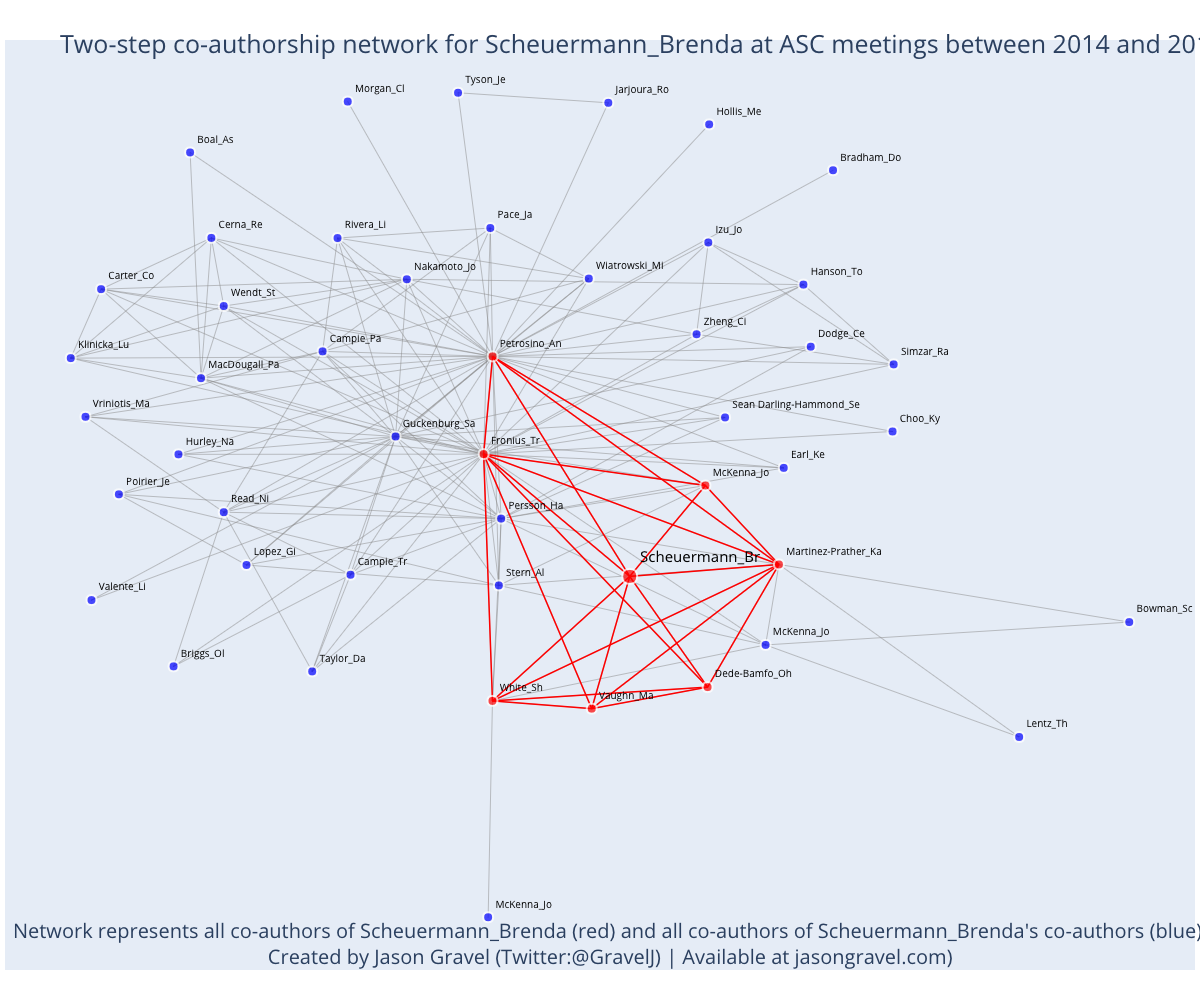 Two-step co-authorship network for Scheuermann_Brenda at ASC meetings between 2014 and 201
Tyson_Je
Morgan_Cl
Jarjoura_Ro
Hollis_Me
Boal_As
Bradham_Do
Pace_Ja
Cerna_Re
Rivera_Li
Izu_Jo
Nakamoto_Jo
Wiatrowski_Mi
Hanson_To
Carter_Co
Wendt_St
Zheng_Ci
Dodge_Ce
Klinicka_Lu
Campie_Pa
Petrosino_An
Simzar_Ra
MacDougall_Pa
Vriniotis_Ma
Sean Darling-Hammond_Se
Choo_Ky
Guckenburg_Sa
Hurley_Na
Fronius_Tr
Earl_Ke
McKenna_Jo
Poirier_Je
Read_Ni
Persson_Ha
Lopez_Gi
Martinez-Prather_Ka
Scheuermann_Br
Campie_Tr
Stern_Al
Valente_Li
Bowman_Sc
McKenna_Jo
Briggs_Ol
Taylor_Da
Dede-Bamfo_Oh
White_Sh
Vaughn_Ma
Lentz_Th
McKenna_Jo
Network represents all co-authors of Scheuermann_Brenda (red) and all co-authors of Scheuermann_Brenda's co-authors (blue)
Created by Jason Gravel (Twitter:@GravelJ) | Available at jasongravel.com)